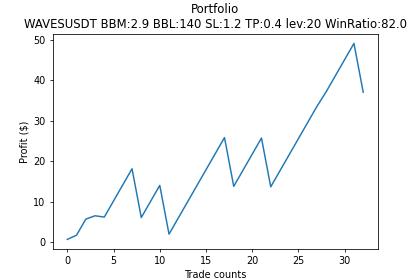 Portfolio
WAVESUSDT BBM:2.9 BBL:140 SL:1.2 TP:0.4 lev:20 WinRatio:82.0
50
40
30
20
10
0
Profit ($)
0 5 10 15 20 25 30
Trade counts